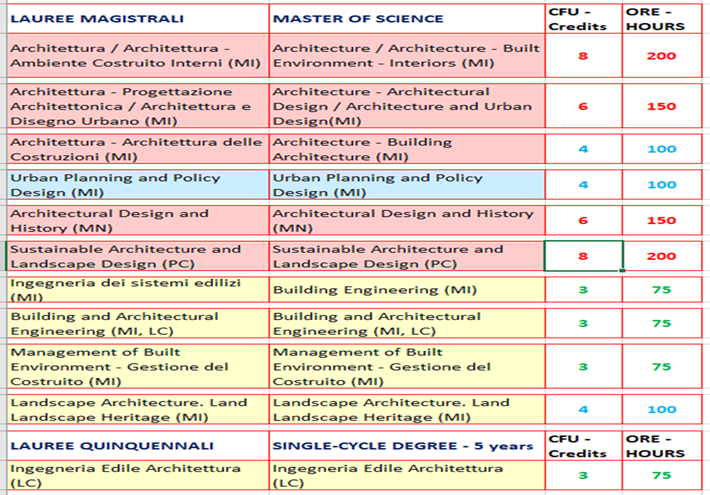 LAUREE MAGISTRALI
MASTER OF SCIENCE
CFU -
Credits
ORE -
HOURS
Architettura / Architettura -
Ambiente Costruito Interni (MI)
Architecture / Architecture - Built
Environment - Interiors (MI)
8
200
Architettura - Progettazione
Architettonica / Architettura e
Disegno Urbano (MI)
Architecture - Architectural
Design / Architecture and Urban
Design(MI)
6
150
Architettura - Architettura delle
Costruzioni (MI)
Architecture - Building
Architecture (MI)
4
100
Urban Planning and Policy
Design (MI)
Urban Planning and Policy
Design (MI)
4
100
Architectural Design and
History (MN)
Architectural Design and History
(MN)
6
150
Sustainable Architecture and
Landscape Design (PC)
Sustainable Architecture and
Landscape Design (PC)
8
200
Ingegneria dei sistemi edilizi
(MI)
Building Engineering (MI)
3
75
Building and Architectural
Engineering (MI, LC)
Building and Architectural
Engineering (MI, LC)
3
75
Management of Built
Environment - Gestione del
Costruito (MI)
Management of Built
Environment - Gestione del
Costruito (MI)
3
75
Landscape Architecture. Land
Landscape Heritage (MI)
Landscape Architecture. Land
Landscape Heritage (MI)
4
100
LAUREE QUINQUENNALI
SINGLE-CYCLE DEGREE - 5 years
CFU -
Credits
ORE -
HOURS
Ingegneria Edile Architettura
(LC)
Ingegneria Edile Architettura
(LC)
3
75